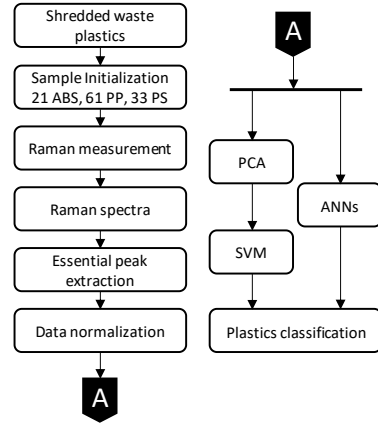 Shredded waste
plastics
Sample Initialization
21 ABS, 61 PP, 33 PS
Raman measurement
Raman spectra
Essential peak
extraction
Data normalization
A
A
PCA
ANNs
SVM
Plastics classification